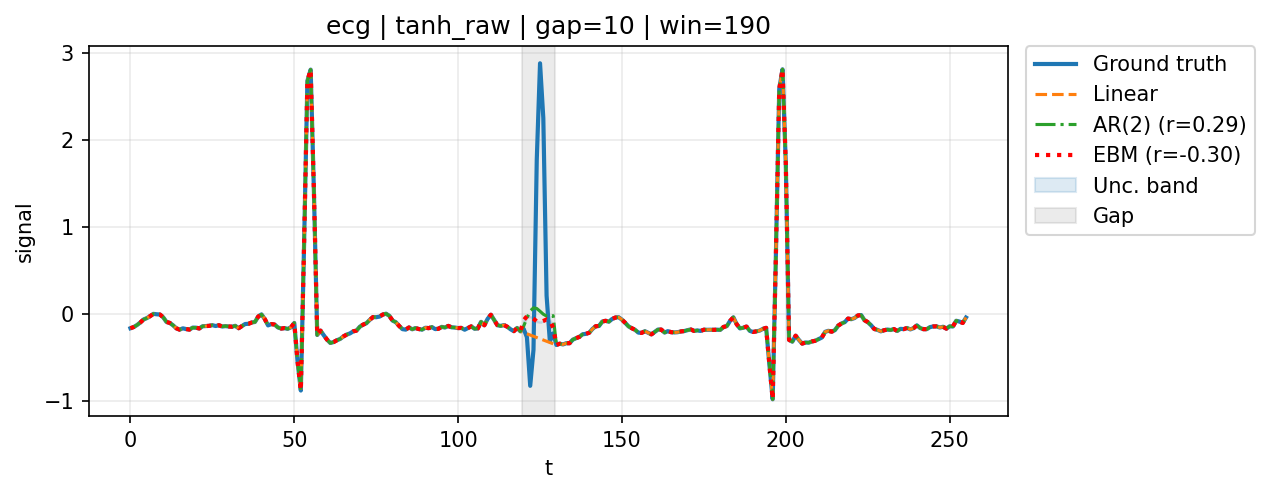 ecg | tanh_raw | gap=10 | win=190
3
2
1
0
−1
signal
0
50
100
150
200
250
t
Ground truth
Linear
AR(2) (r=0.29)
EBM (r=-0.30)
Unc. band
Gap